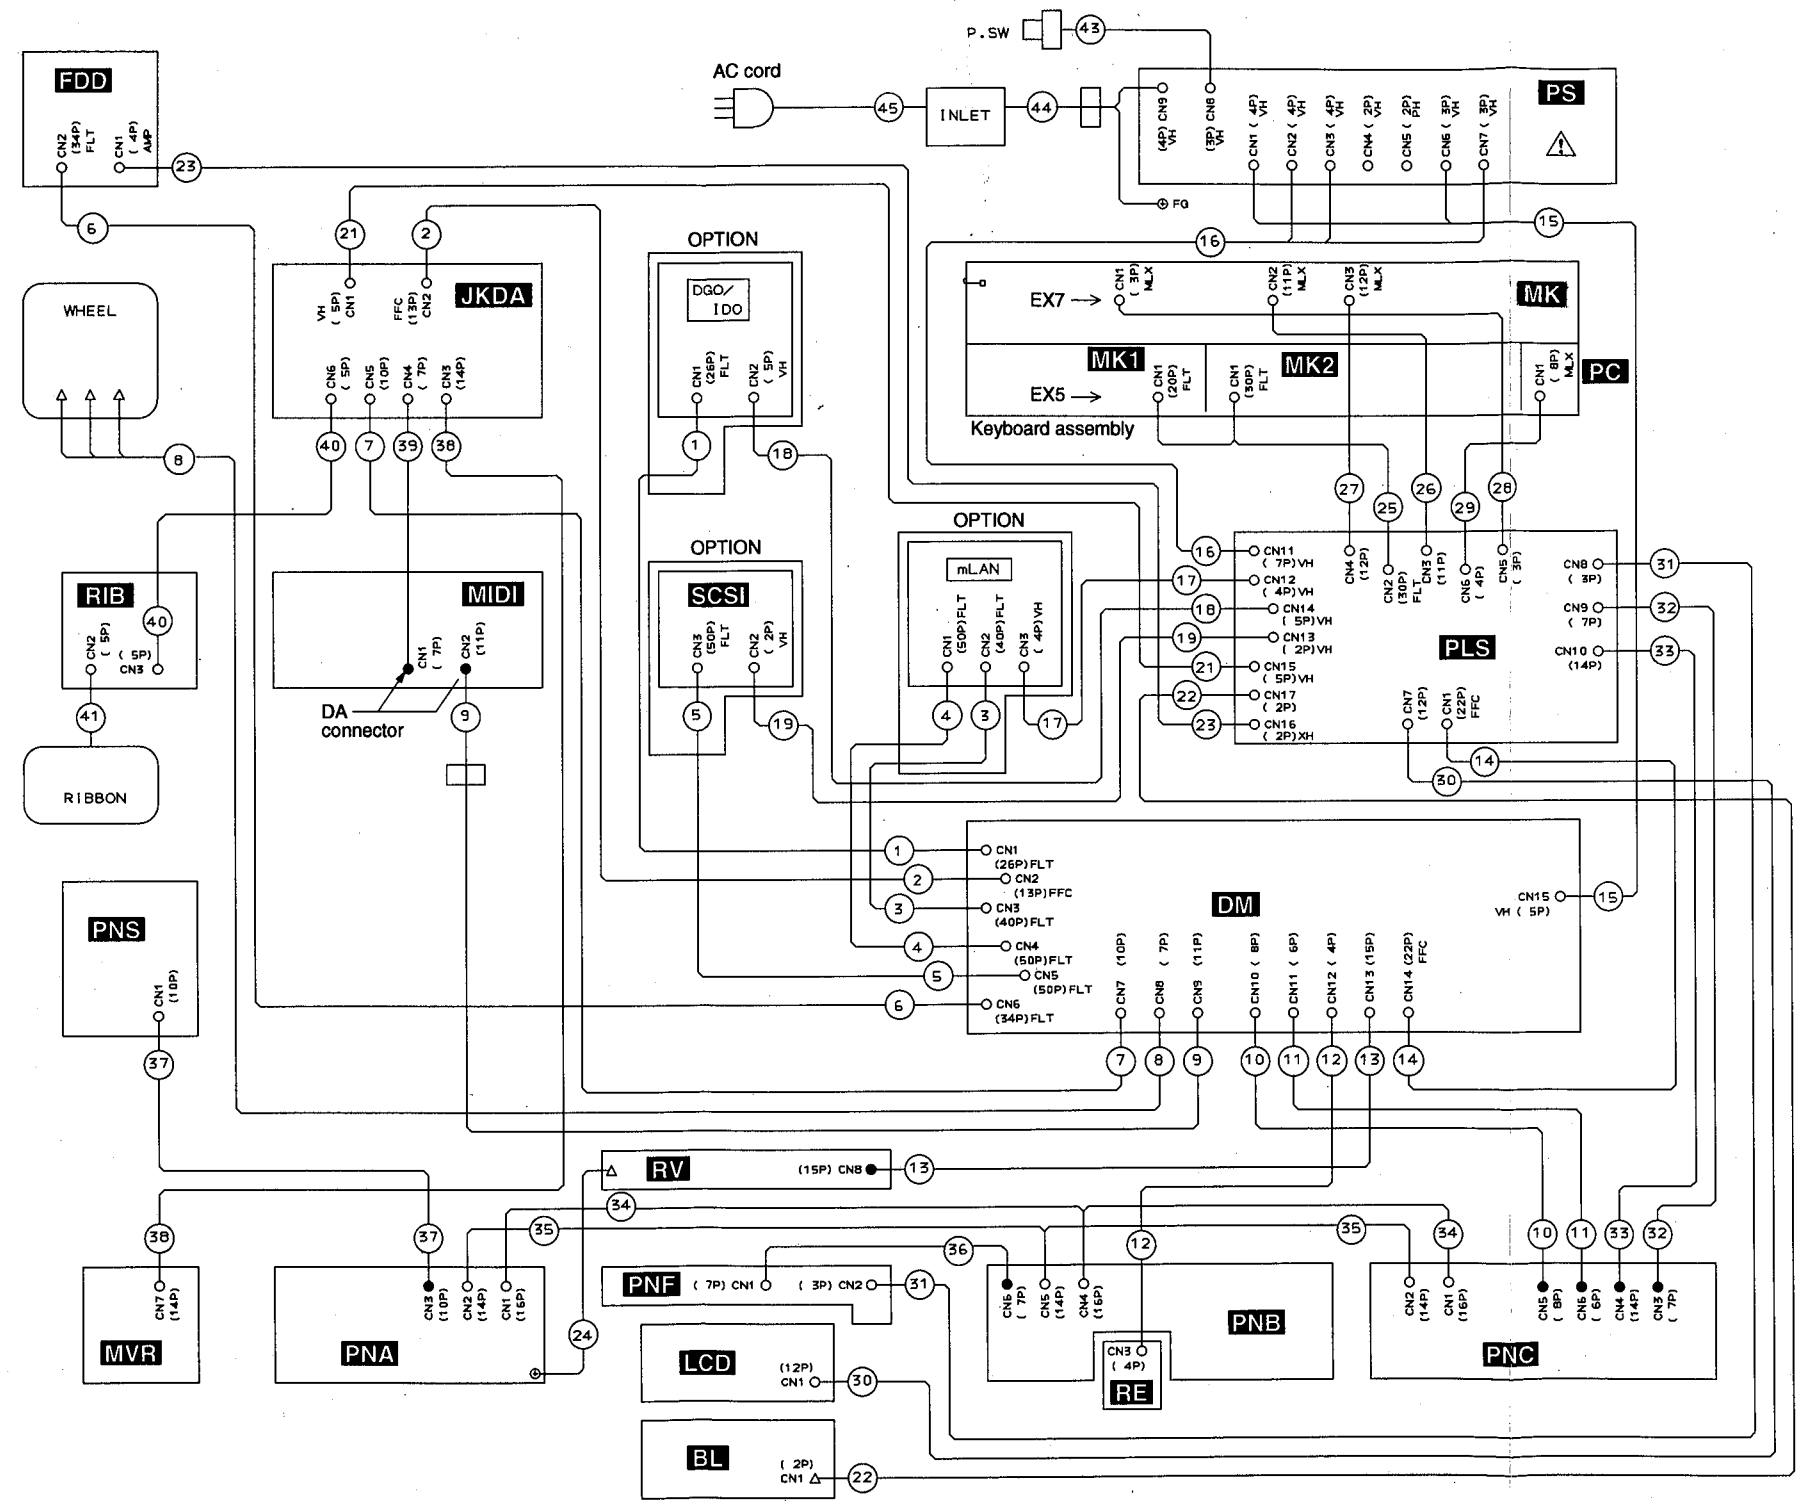 P.SW
43
AC cord
45
INLET
44
(4P) CN9
VH
(3P) CN8
VH
CN1 ( 4P)
VH
CN2 ( 4P)
VH
CN3 ( 4P)
VH
CN4 ( 2P)
VH
CN5 ( 2P)
PH
CN6 ( 3P)
VH
CN7 ( 3P)
VH
PS
FG
15
16
FDD
CN2
(34P)
FLT
CN1
( 4P)
AMP
23
6
WHEEL
8
21
2
VH
( 5P)
CN1
FFC
(13P)
CN2
JKDA
CN6
( 5P)
CN5
(10P)
CN4
( 7P)
CN3
(14P)
40
7
39
38
OPTION
DGO/
IDO
CN1
(26P)
FLT
CN2
( 5P)
VH
1
18
EX7
CN1
( 3P)
MLX
CN2
(11P)
MLX
CN3
(12P)
MLX
MK
MK1
EX5
CN1
(20P)
FLT
CN1
(30P)
FLT
MK2
CN1
( 8P)
MLX
PC
Keyboard assembly
27
25
26
29
28
RIB
40
CN2
( 5P)
( 5P)
CN3
41
RIBBON
MIDI
CN1
( 7P)
CN2
(11P)
DA
connector
9
OPTION
SCSI
CN3
(50P)
FLT
CN2
( 2P)
VH
5
19
OPTION
mLAN
CN1
(50P)FLT
CN2
(40P)FLT
CN3
( 4P)VH
4
3
17
16
CN11
( 7P)VH
17
CN12
( 4P)VH
18
CN14
( 5P)VH
19
CN13
( 2P)VH
21
CN15
( 5P)VH
22
CN17
( 2P)
23
CN16
( 2P)XH
CN4
(12P)
CN2
(30P)
FLT
CN3
(11P)
CN6
( 4P)
CN5
( 3P)
PLS
CN8
( 3P)
31
CN9
( 7P)
32
CN10
(14P)
33
CN7
(12P)
CN1
(22P)
FFC
14
30
1
CN1
(26P)FLT
2
CN2
(13P)FFC
3
CN3
(40P)FLT
4
CN4
(50P)FLT
5
CN5
(50P)FLT
6
CN6
(34P)FLT
DM
CN15
VH ( 5P)
15
CN7 (10P)
CN8 ( 7P)
CN9 (11P)
CN10 ( 8P)
CN11 ( 6P)
CN12 ( 4P)
CN13 (15P)
CN14 (22P)
FFC
7
8
9
10
11
12
13
14
PNS
CN1
(10P)
37
RV
(15P) CN8
13
34
35
35
34
36
12
10
11
33
32
38
37
CN7
(14P)
MVR
CN3
(10P)
CN2
(14P)
CN1
(16P)
PNA
24
PNF
( 7P) CN1
( 3P) CN2
31
CN6
( 7P)
CN5
(14P)
CN4
(16P)
PNB
CN3
( 4P)
RE
CN2
(14P)
CN1
(16P)
CN5
( 8P)
CN6
( 6P)
CN4
(14P)
CN3
( 7P)
PNC
LCD
(12P)
CN1
30
BL
( 2P)
CN1
22